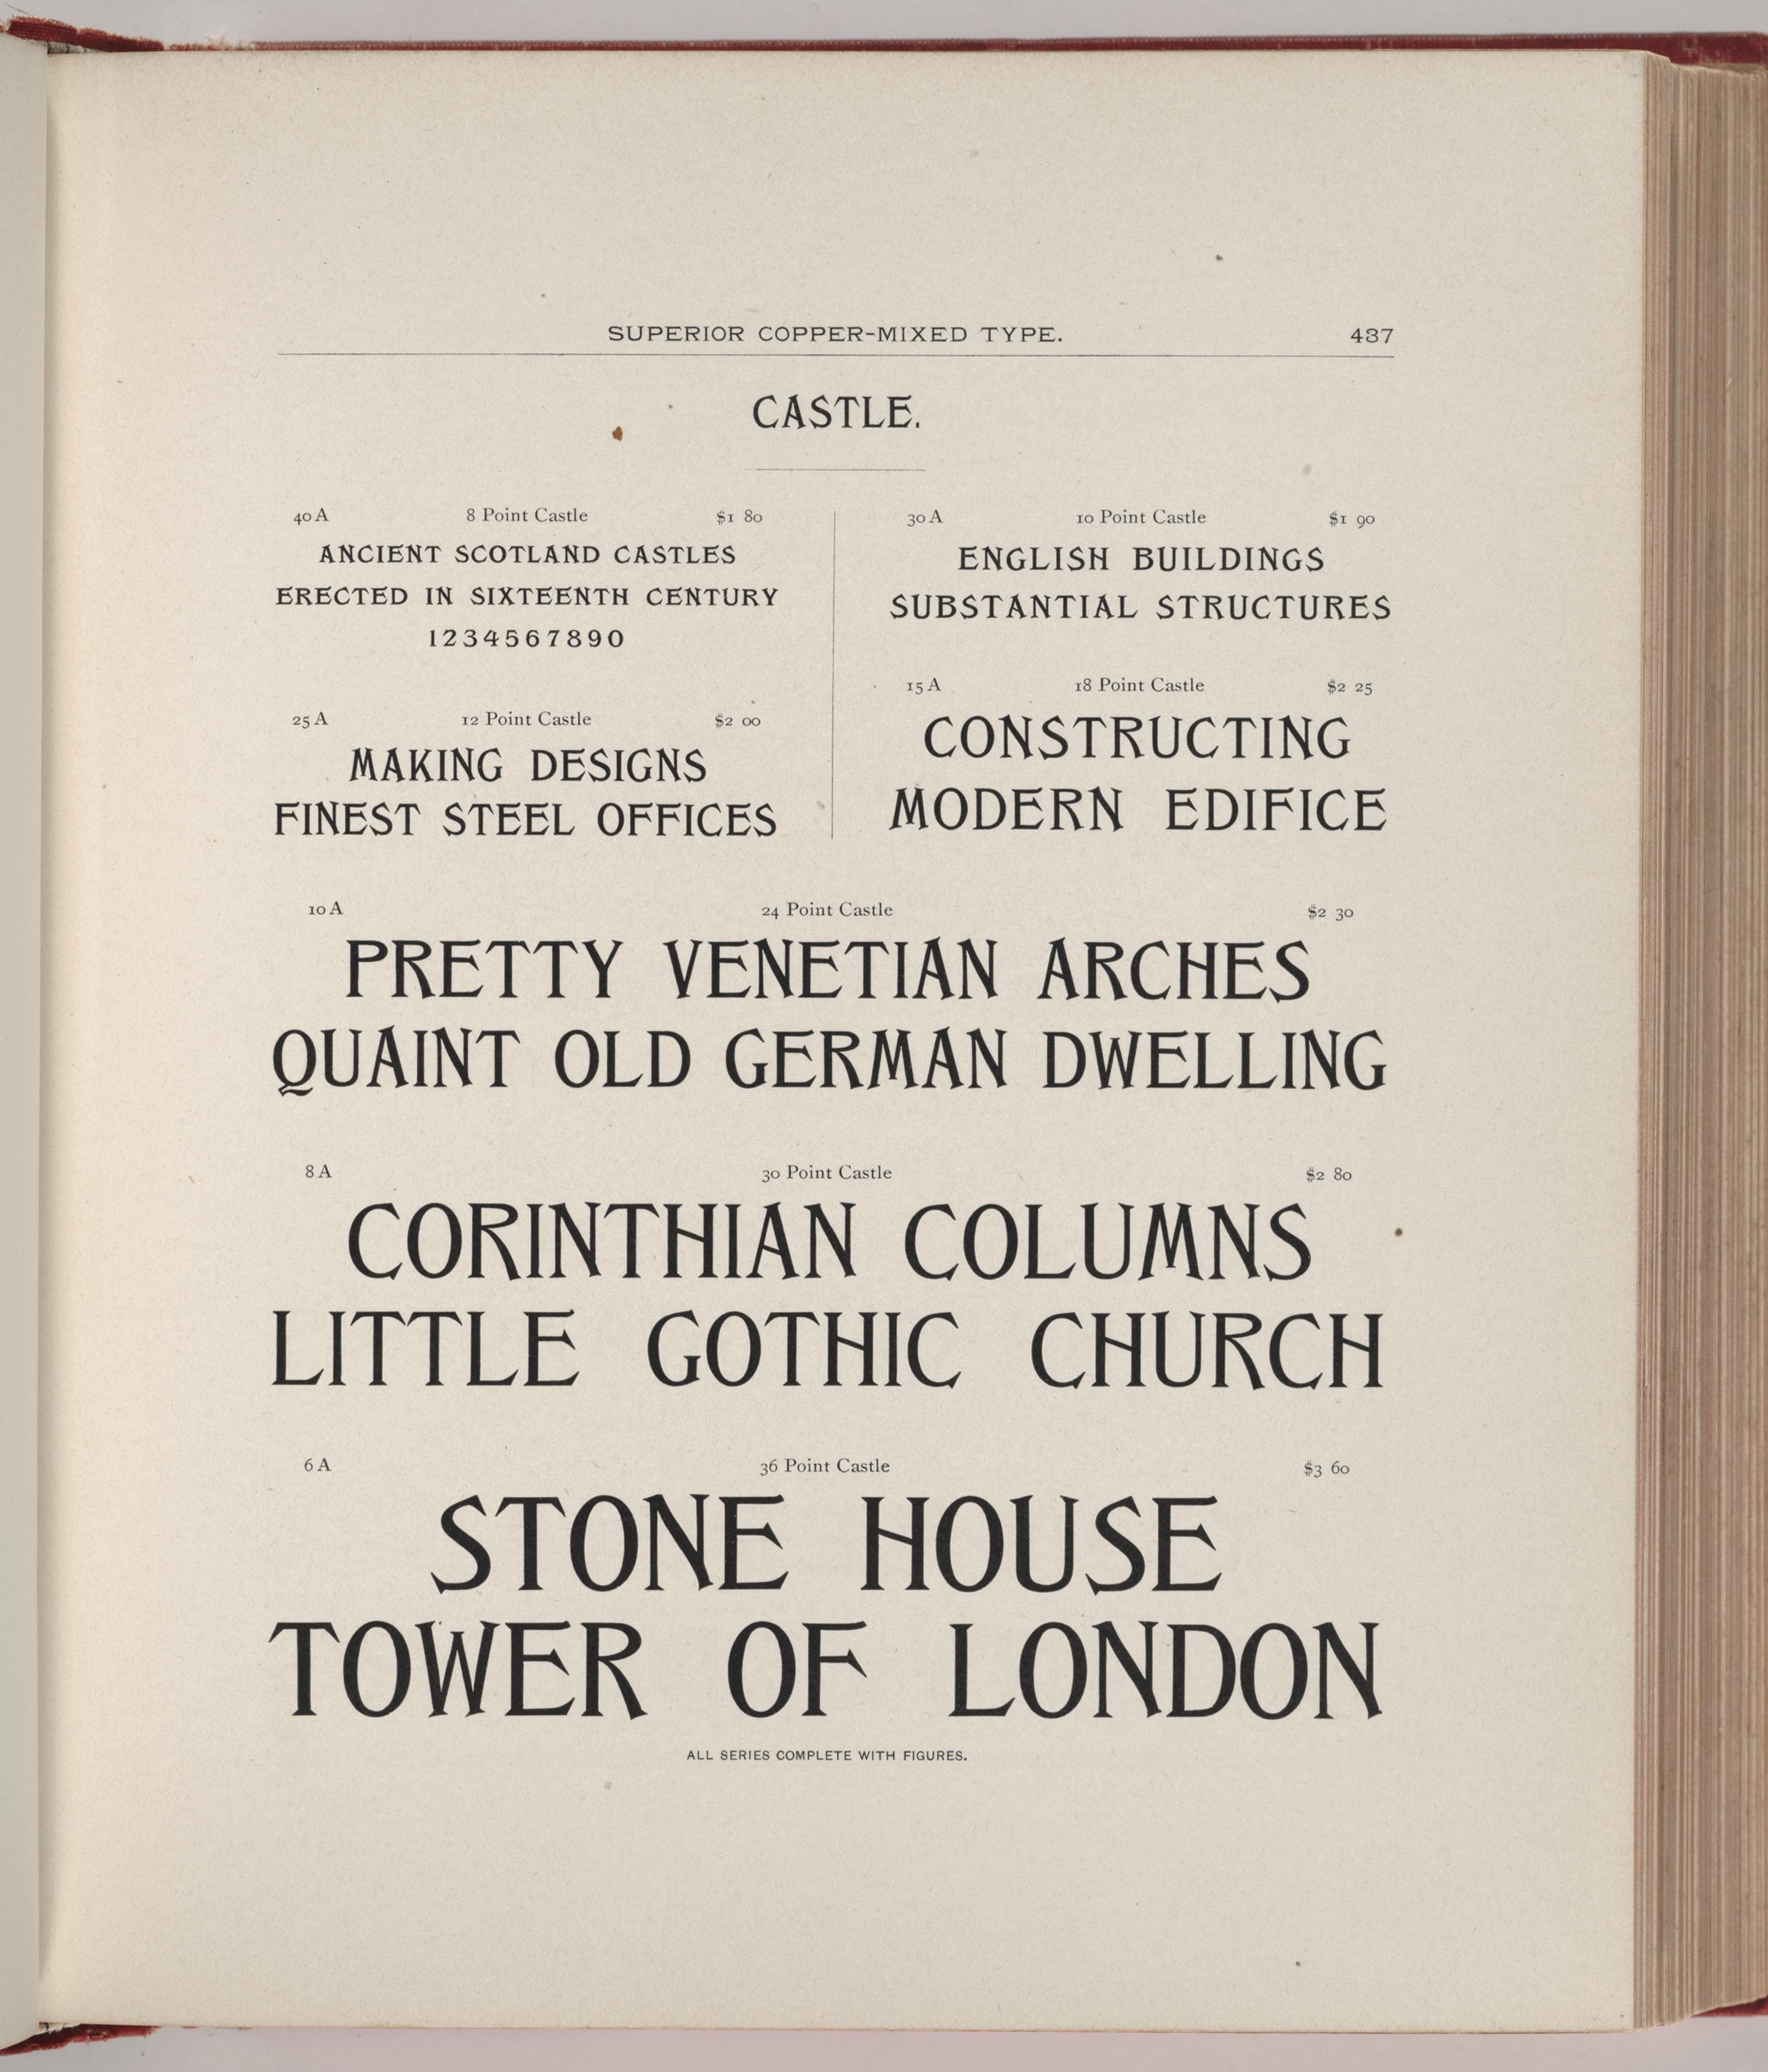 SUPERIOR COPPER-MIXED TYPE. 437
CASTLE.
40 A 8 Point Castle $1 80
ANCIENT SCOTLAND CASTLES
ERECTED IN SIXTEENTH CENTURY
1234567890
25 A 12 Point Castle $2 00
MAKING DESIGNS
FINEST STEEL OFFICES
30 A 10 Point Castle $1 90
ENGLISH BUILDINGS
SUBSTANTIAL STRUCTURES
15 A 18 Point Castle $2 25
CONSTRUCTING
MODERN EDIFICE
10 A 24 Point Castle $2 30
PRETTY VENETIAN ARCHES
QUAINT OLD GERMAN DWELLING
8 A 30 Point Castle $2 80
CORINTHIAN COLUMNS
LITTLE GOTHIC CHURCH
6 A 36 Point Castle $3 60
STONE HOUSE
TOWER OF LONDON
ALL SERIES COMPLETE WITH FIGURES.